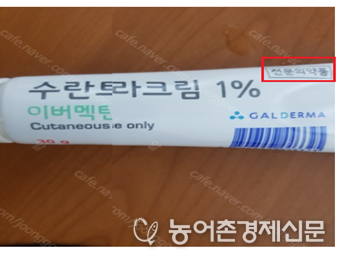 전문의약품
수란트라크림 1%
이버멕틴
Cutaneous use only
GALDERMA
30 g
농어촌경제신문